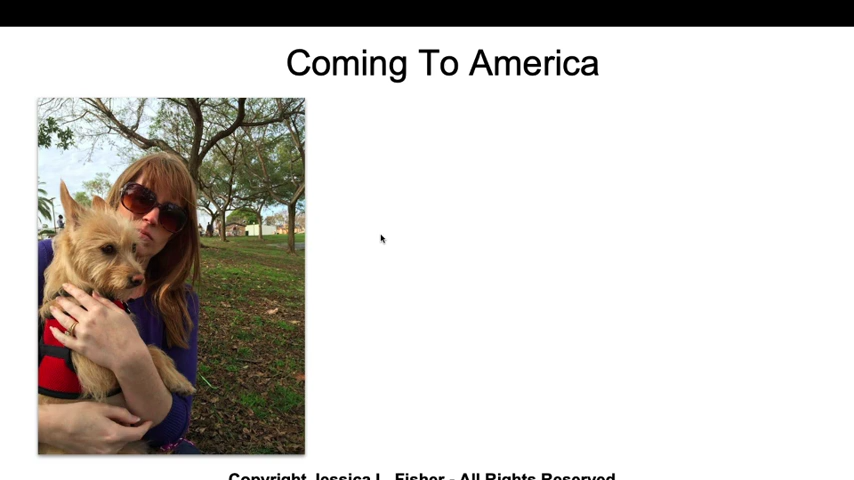 Coming To America
Copyright Jessica L. Fisher - All Rights Reserved